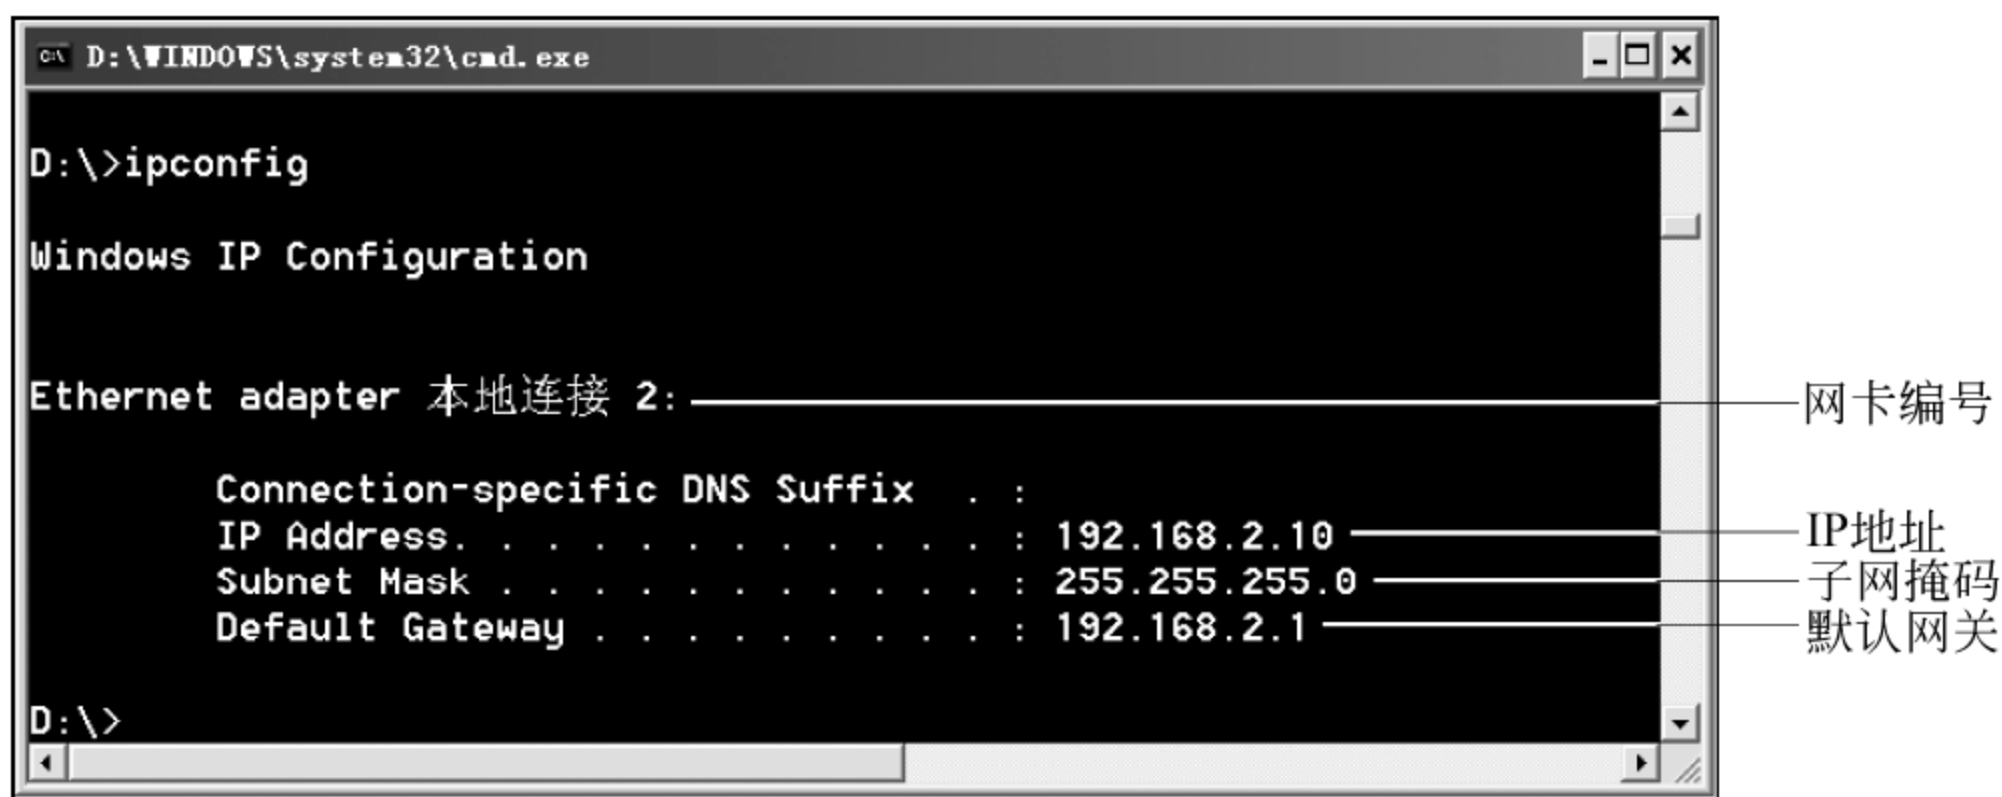 D:\WINDOWS\system32\cmd.exe
D:\>ipconfig
Windows IP Configuration
Ethernet adapter 本地连接 2:
网卡编号
Connection-specific DNS Suffix  . :
IP Address. . . . . . . . . . . . : 192.168.2.10
IP地址
Subnet Mask . . . . . . . . . . . : 255.255.255.0
子网掩码
Default Gateway . . . . . . . . . : 192.168.2.1
默认网关
D:\>